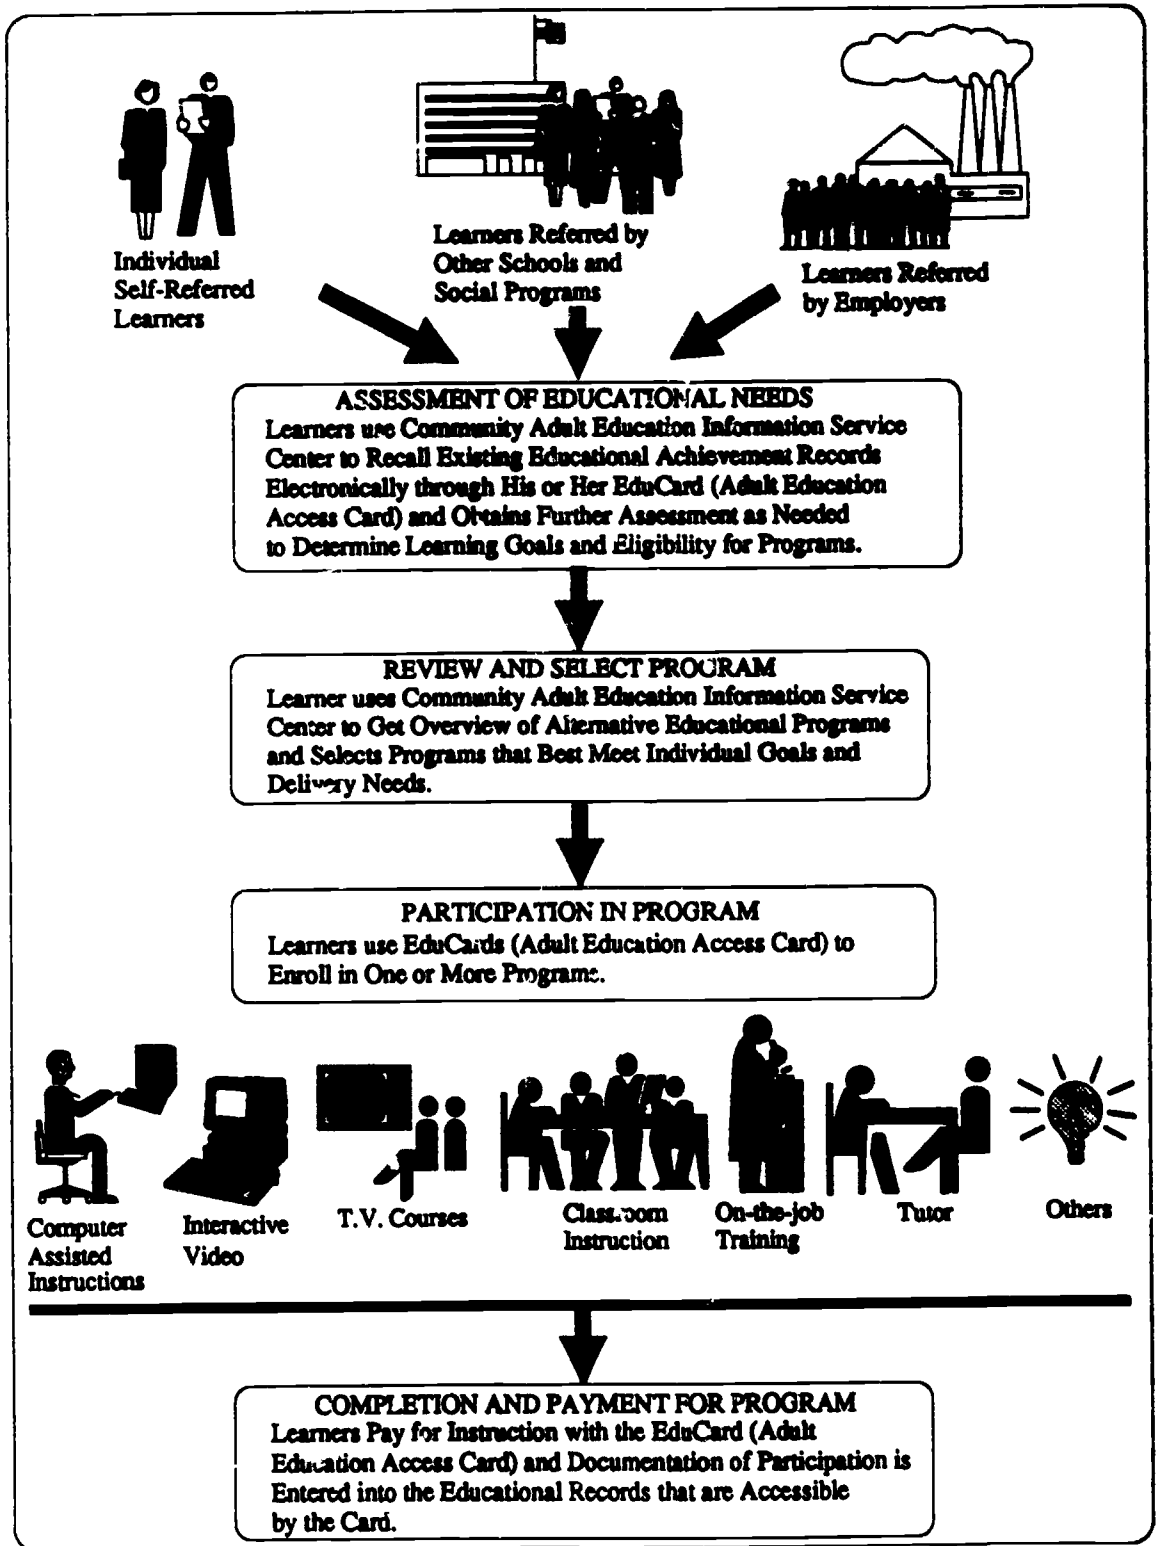 Individual
Self-Referred
Learners
Learners Referred by
Other Schools and
Social Programs
Learners Referred
by Employers
ASSESSMENT OF EDUCATIONAL NEEDS
Learners use Community Adult Education Information Service
Center to Recall Existing Educational Achievement Records
Electronically through His or Her EduCard (Adult Education
Access Card) and Obtains Further Assessment as Needed
to Determine Learning Goals and Eligibility for Programs.
REVIEW AND SELECT PROGRAM
Learner uses Community Adult Education Information Service
Center to Get Overview of Alternative Educational Programs
and Selects Programs that Best Meet Individual Goals and
Delivery Needs.
PARTICIPATION IN PROGRAM
Learners use EduCards (Adult Education Access Card) to
Enroll in One or More Programs.
Computer
Assisted
Instructions
Interactive
Video
T.V. Courses
Classroom
Instruction
On-the-job
Training
Tutor
Others
COMPLETION AND PAYMENT FOR PROGRAM
Learners Pay for Instruction with the EduCard (Adult
Education Access Card) and Documentation of Participation is
Entered into the Educational Records that are Accessible
by the Card.